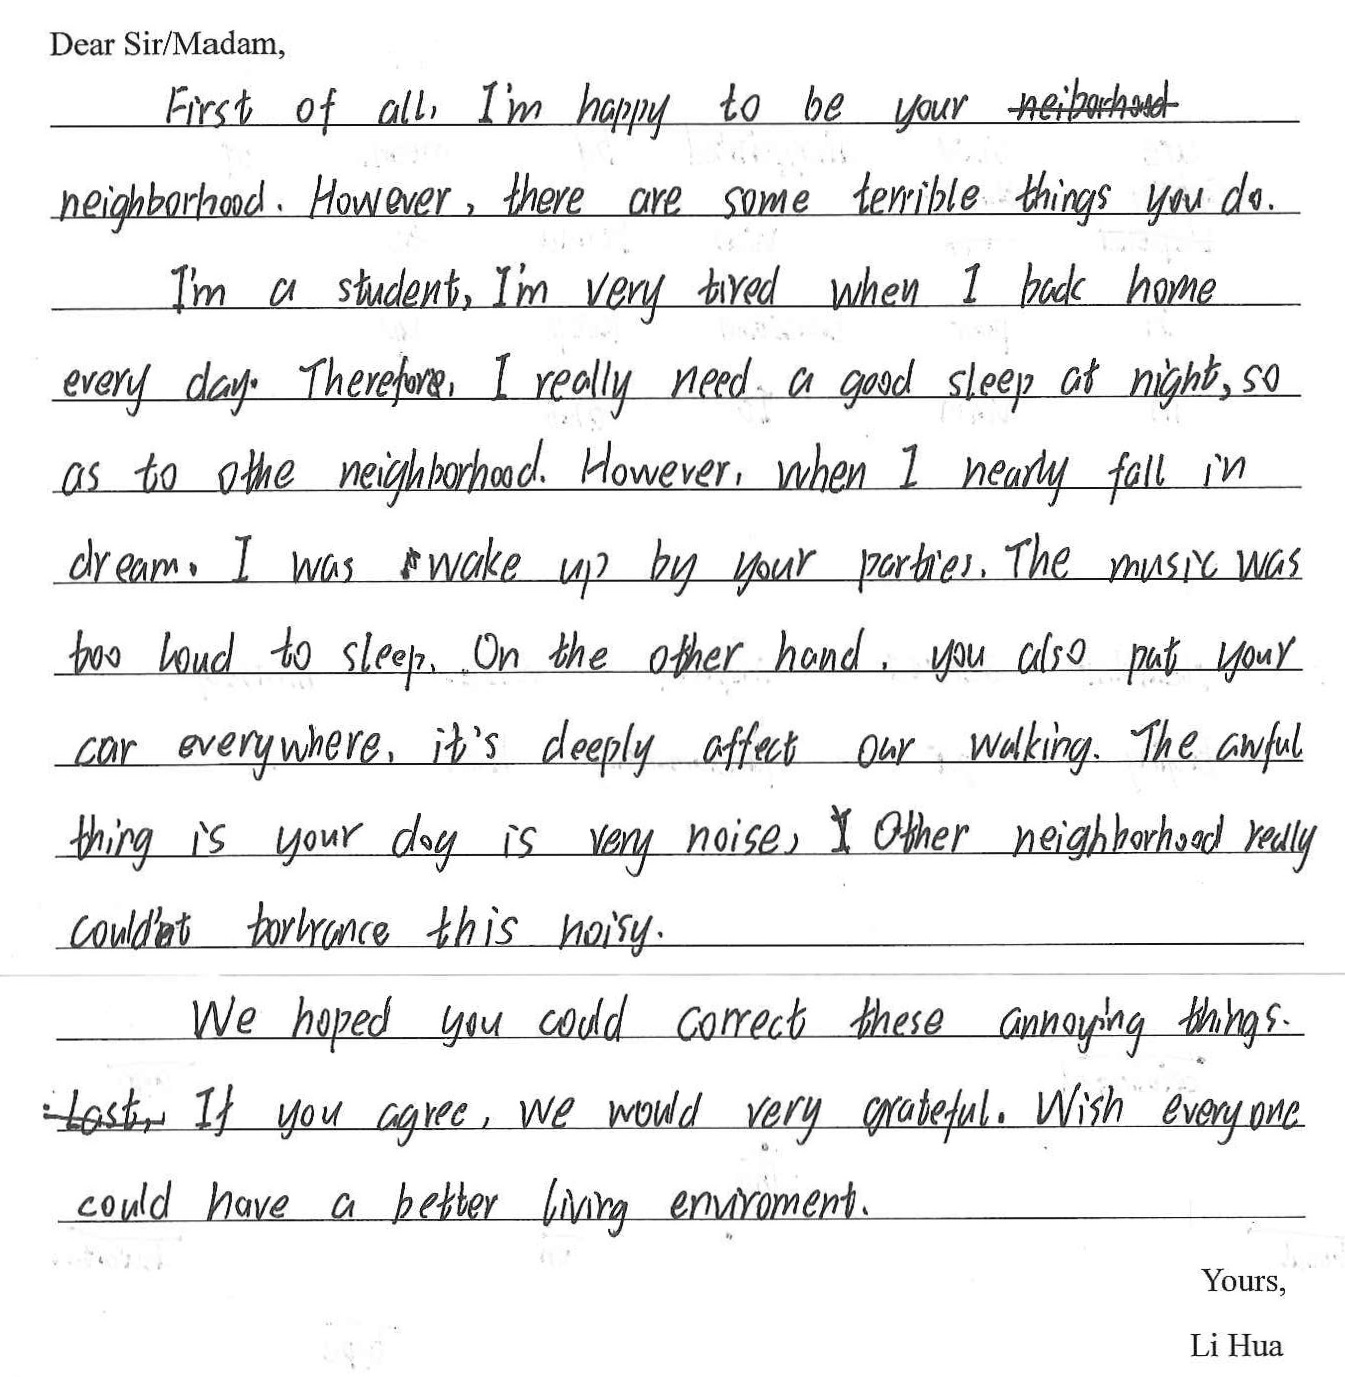 Dear Sir/Madam,
First of all, I'm happy to be your neiborhood
neighborhood. However, there are some terrible things you do.
I'm a student, I'm very tired when I back home
every day. Therefore, I really need a good sleep at night, so
as to othe neighborhood. However, when I nearly fall in
dream. I was wake up by your parties. The music was
too loud to sleep. On the other hand, you also put your
car everywhere, it's deeply affect our walking. The awful
thing is your dog is very noise, Other neighborhood really
could'nt this noisy.
We hoped you could correct these annoying things.
Last, If you agree, we would very grateful. Wish everyone
could have a better living enviroment.
Yours,
Li Hua